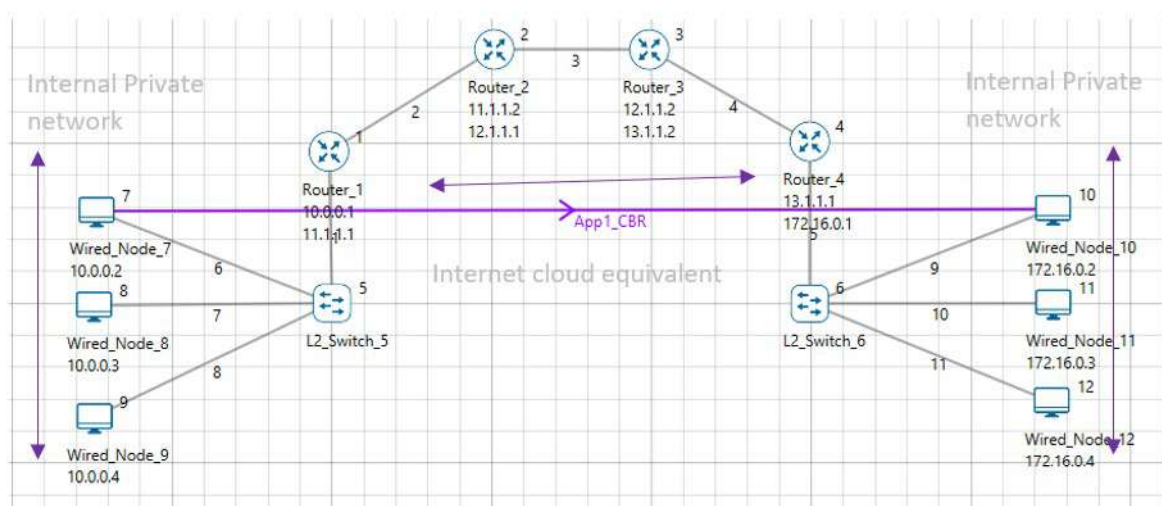 2
3
3
Internal Private
network
Internal Private
network
Router_2
11.1.1.2
12.1.1.1
Router_3
12.1.1.2
13.1.1.2
2
4
1
4
Router_1
10.0.0.1
11.1.1.1
1
Router_4
13.1.1.1
172.16.0.1
5
7
10
App1_CBR
Wired_Node_7
10.0.0.2
Wired_Node_10
172.16.0.2
6
9
Internet cloud equivalent
8
5
6
11
7
10
Wired_Node_8
10.0.0.3
L2_Switch_5
L2_Switch_6
Wired_Node_11
172.16.0.3
8
11
9
12
Wired_Node_9
10.0.0.4
Wired_Node_12
172.16.0.4